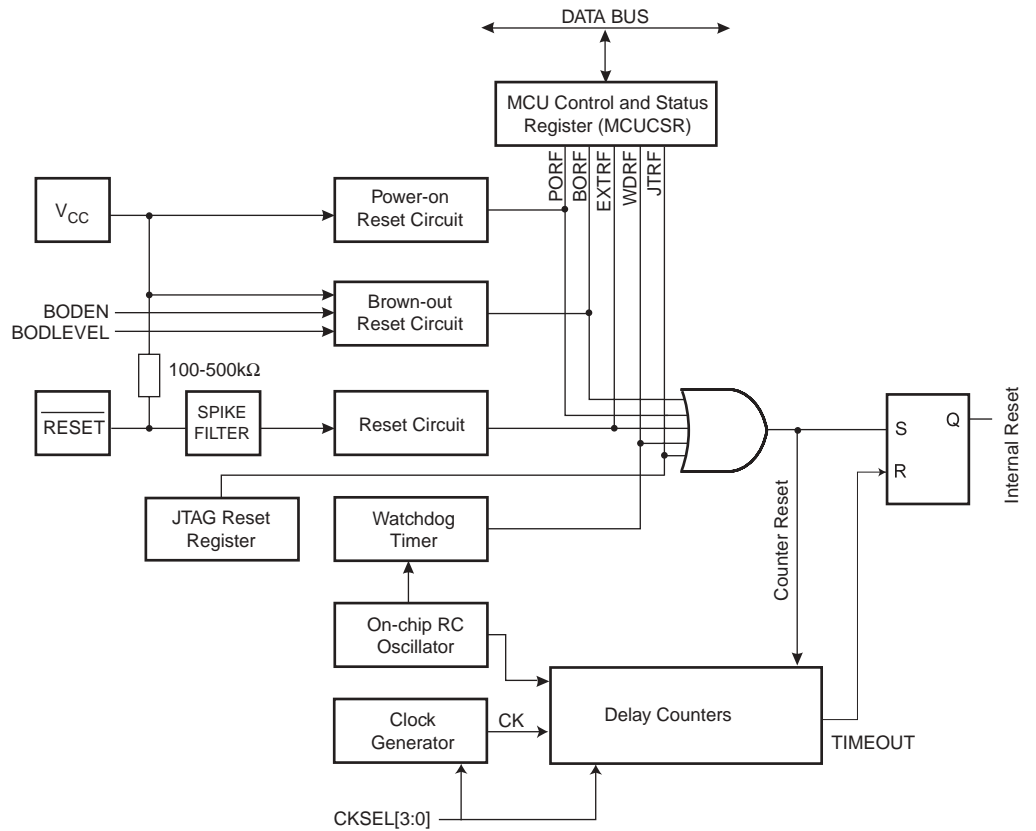 DATA BUS
MCU Control and Status
Register (MCUCSR)
PORF
BORF
EXTRF
WDRF
JTRF
VCC
Power-on
Reset Circuit
BODEN
BODLEVEL
Brown-out
Reset Circuit
100-500kΩ
RESET
SPIKE
FILTER
Reset Circuit
S
Q
R
Internal Reset
JTAG Reset
Register
Watchdog
Timer
Counter Reset
On-chip RC
Oscillator
Clock
Generator
CK
Delay Counters
TIMEOUT
CKSEL[3:0]